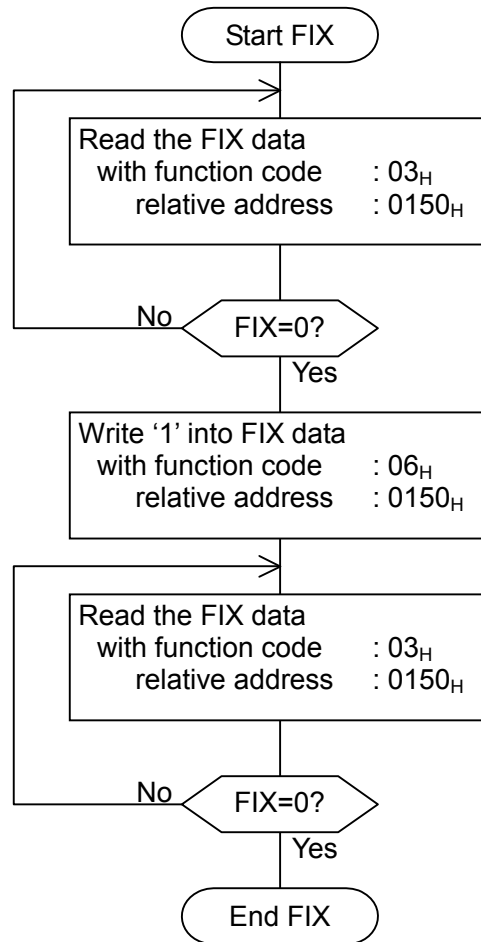 Start FIX
Read the FIX data
with function code : 03H
relative address : 0150H
No
FIX=0?
Yes
Write ‘1’ into FIX data
with function code : 06H
relative address : 0150H
Read the FIX data
with function code : 03H
relative address : 0150H
No
FIX=0?
Yes
End FIX